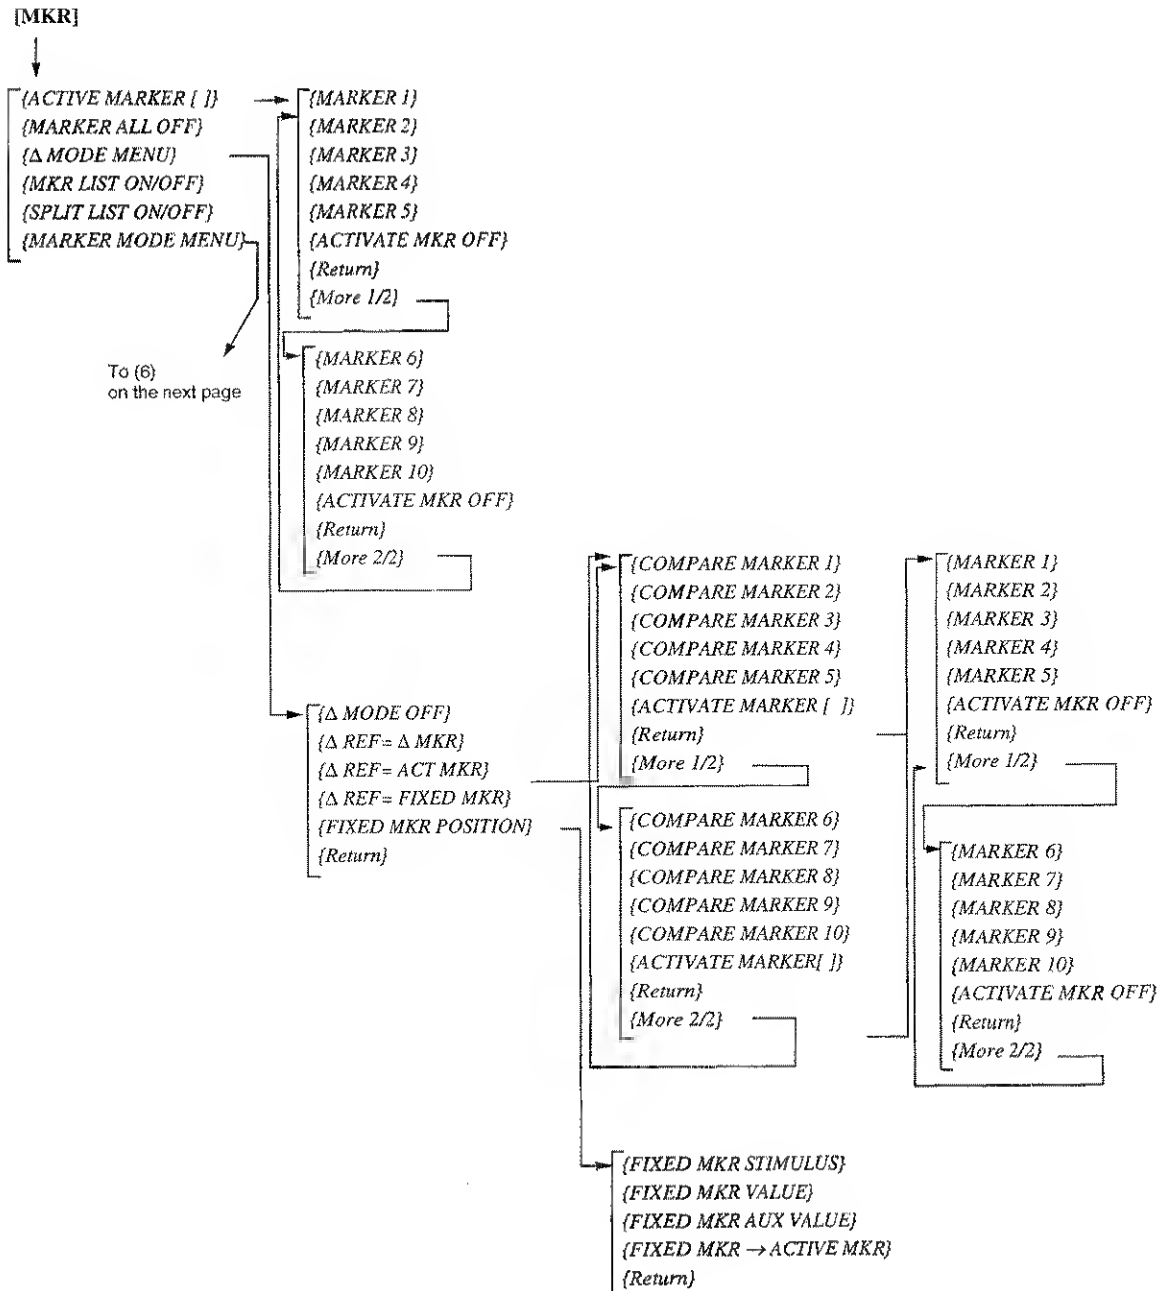 [MKR]
{ACTIVE MARKER [ ]}
{MARKER ALL OFF}
{Δ MODE MENU}
{MKR LIST ON/OFF}
{SPLIT LIST ON/OFF}
{MARKER MODE MENU}
To (6)
on the next page
{MARKER 1}
{MARKER 2}
{MARKER 3}
{MARKER 4}
{MARKER 5}
{ACTIVATE MKR OFF}
{Return}
{More 1/2}
{MARKER 6}
{MARKER 7}
{MARKER 8}
{MARKER 9}
{MARKER 10}
{ACTIVATE MKR OFF}
{Return}
{More 2/2}
{Δ MODE OFF}
{Δ REF= Δ MKR}
{Δ REF= ACT MKR}
{Δ REF= FIXED MKR}
{FIXED MKR POSITION}
{Return}
{COMPARE MARKER 1}
{COMPARE MARKER 2}
{COMPARE MARKER 3}
{COMPARE MARKER 4}
{COMPARE MARKER 5}
{ACTIVATE MARKER [ ]}
{Return}
{More 1/2}
{COMPARE MARKER 6}
{COMPARE MARKER 7}
{COMPARE MARKER 8}
{COMPARE MARKER 9}
{COMPARE MARKER 10}
{ACTIVATE MARKER[ ]}
{Return}
{More 2/2}
{MARKER 1}
{MARKER 2}
{MARKER 3}
{MARKER 4}
{MARKER 5}
{ACTIVATE MKR OFF}
{Return}
{More 1/2}
{MARKER 6}
{MARKER 7}
{MARKER 8}
{MARKER 9}
{MARKER 10}
{ACTIVATE MKR OFF}
{Return}
{More 2/2}
{FIXED MKR STIMULUS}
{FIXED MKR VALUE}
{FIXED MKR AUX VALUE}
{FIXED MKR → ACTIVE MKR}
{Return}